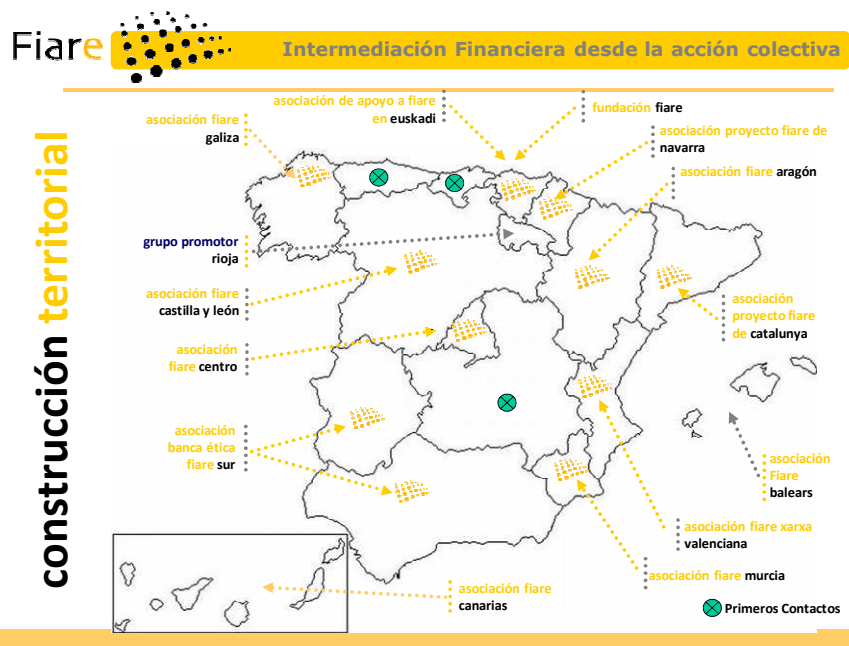 Fiare
Intermediación Financiera desde la acción colectiva
construcción territorial
asociación fiare
galiza
asociación de apoyo a fiare
en euskadi
fundación fiare
asociación proyecto fiare de
navarra
asociación fiare aragón
grupo promotor
rioja
asociación fiare
castilla y león
asociación
fiare centro
asociación
banca ética
fiare sur
asociación
proyecto fiare
de catalunya
asociación
Fiare
balears
asociación fiare xarxa
valenciana
asociación fiare murcia
asociación fiare
canarias
Primeros Contactos